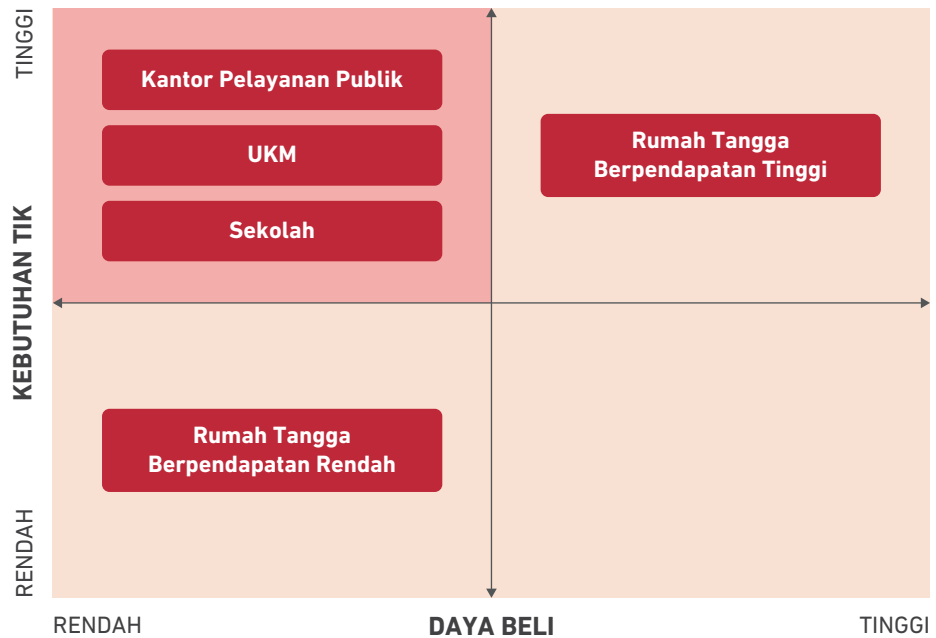 TINGGI
KEBUTUHAN TIK
RENDAH
Kantor Pelayanan Publik
UKM
Sekolah
Rumah Tangga
Berpendapatan Tinggi
Rumah Tangga
Berpendapatan Rendah
RENDAH
DAYA BELI
TINGGI